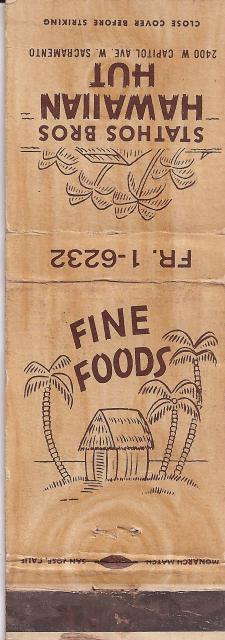 CLOSE COVER BEFORE STRIKING
2400 W CAPITOL AVE. W. SACRAMENTO
STATHOS BROS
HAWAIIAN
HUT
FR. 1-6232
FINE
FOODS
MONARCH MATCH SAN JOSE, CALIF